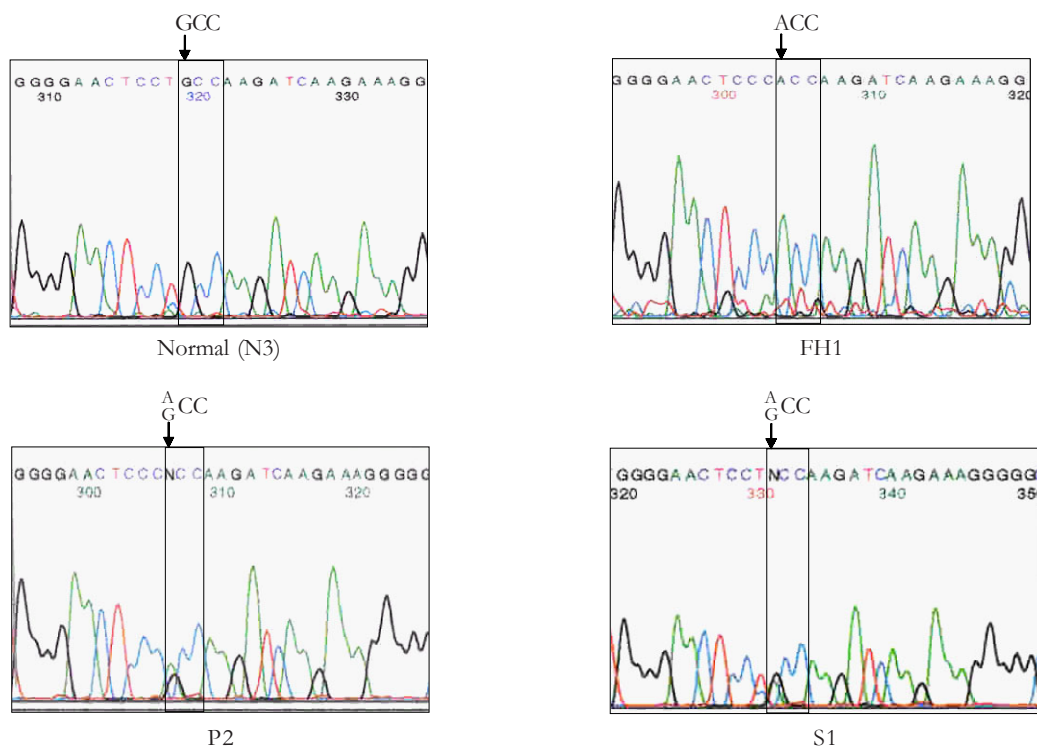 GCC
GGGGAACTCCTGCCAAGATCAAGAAAGG
310 320 330
Normal (N3)
ACC
GGGGAACTCCCACCAAGATCAAGAAAGG
300 310 320
FH1
A
G CC
GGGGAACTCCCNCCAAGATCAAGAAAGGGGG
300 310 320
P2
A
G CC
GGGGAACTCCTNCCAAGATCAAGAAAGGGGG
320 330 340 350
S1